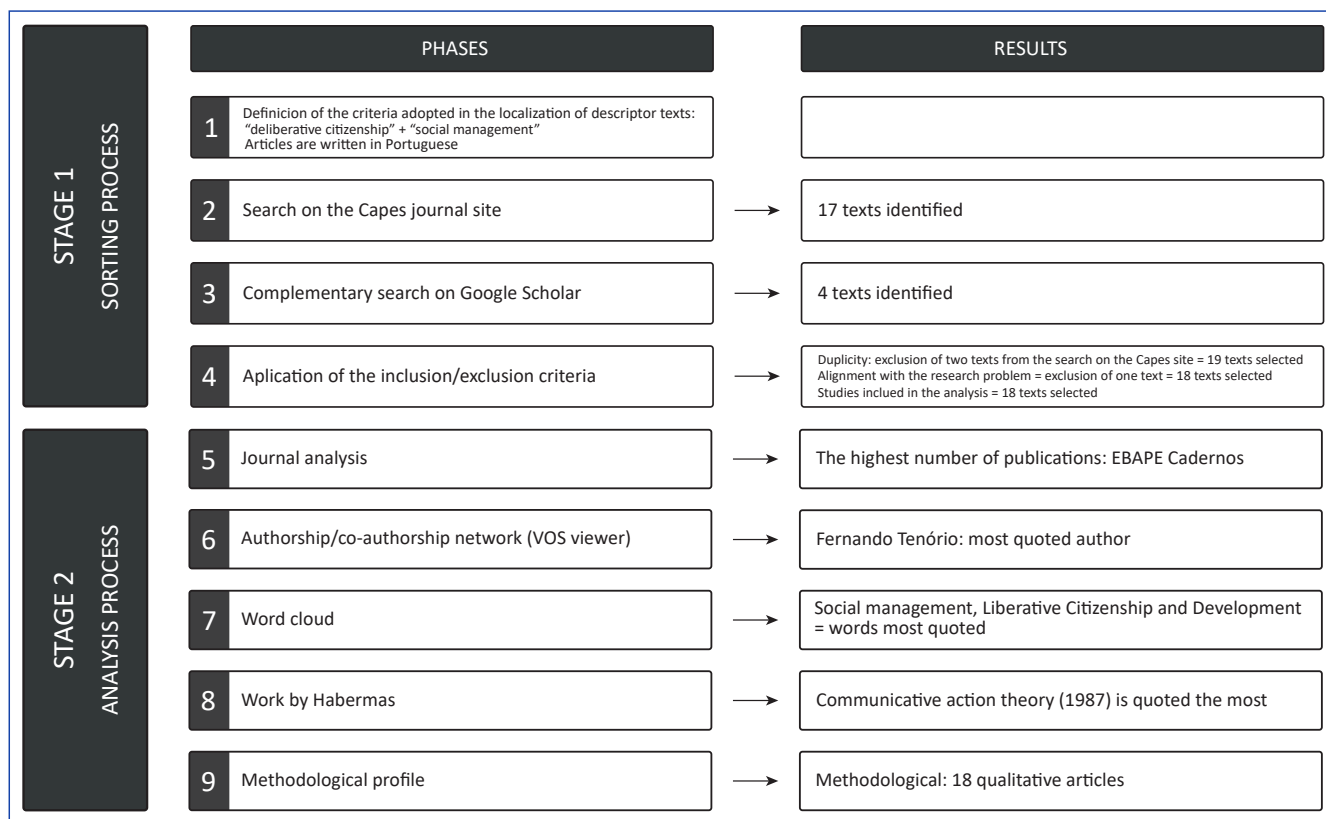 PHASES
RESULTS
STAGE 1
SORTING PROCESS
1
Definicion of the criteria adopted in the localization of descriptor texts:
“deliberative citizenship” + “social management”
Articles are written in Portuguese
2
Search on the Capes journal site
17 texts identified
3
Complementary search on Google Scholar
4 texts identified
4
Aplication of the inclusion/exclusion criteria
Duplicity: exclusion of two texts from the search on the Capes site = 19 texts selected
Alignment with the research problem = exclusion of one text = 18 texts selected
Studies inclued in the analysis = 18 texts selected
STAGE 2
ANALYSIS PROCESS
5
Journal analysis
The highest number of publications: EBAPE Cadernos
6
Authorship/co-authorship network (VOS viewer)
Fernando Tenório: most quoted author
7
Word cloud
Social management, Liberative Citizenship and Development
= words most quoted
8
Work by Habermas
Communicative action theory (1987) is quoted the most
9
Methodological profile
Methodological: 18 qualitative articles